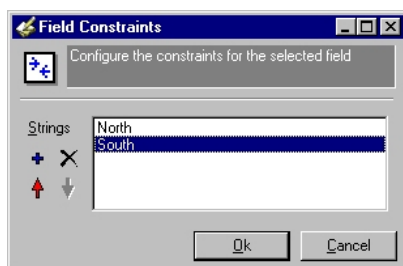 Field Constraints
Configure the constraints for the selected field
Strings
North
South
Ok
Cancel